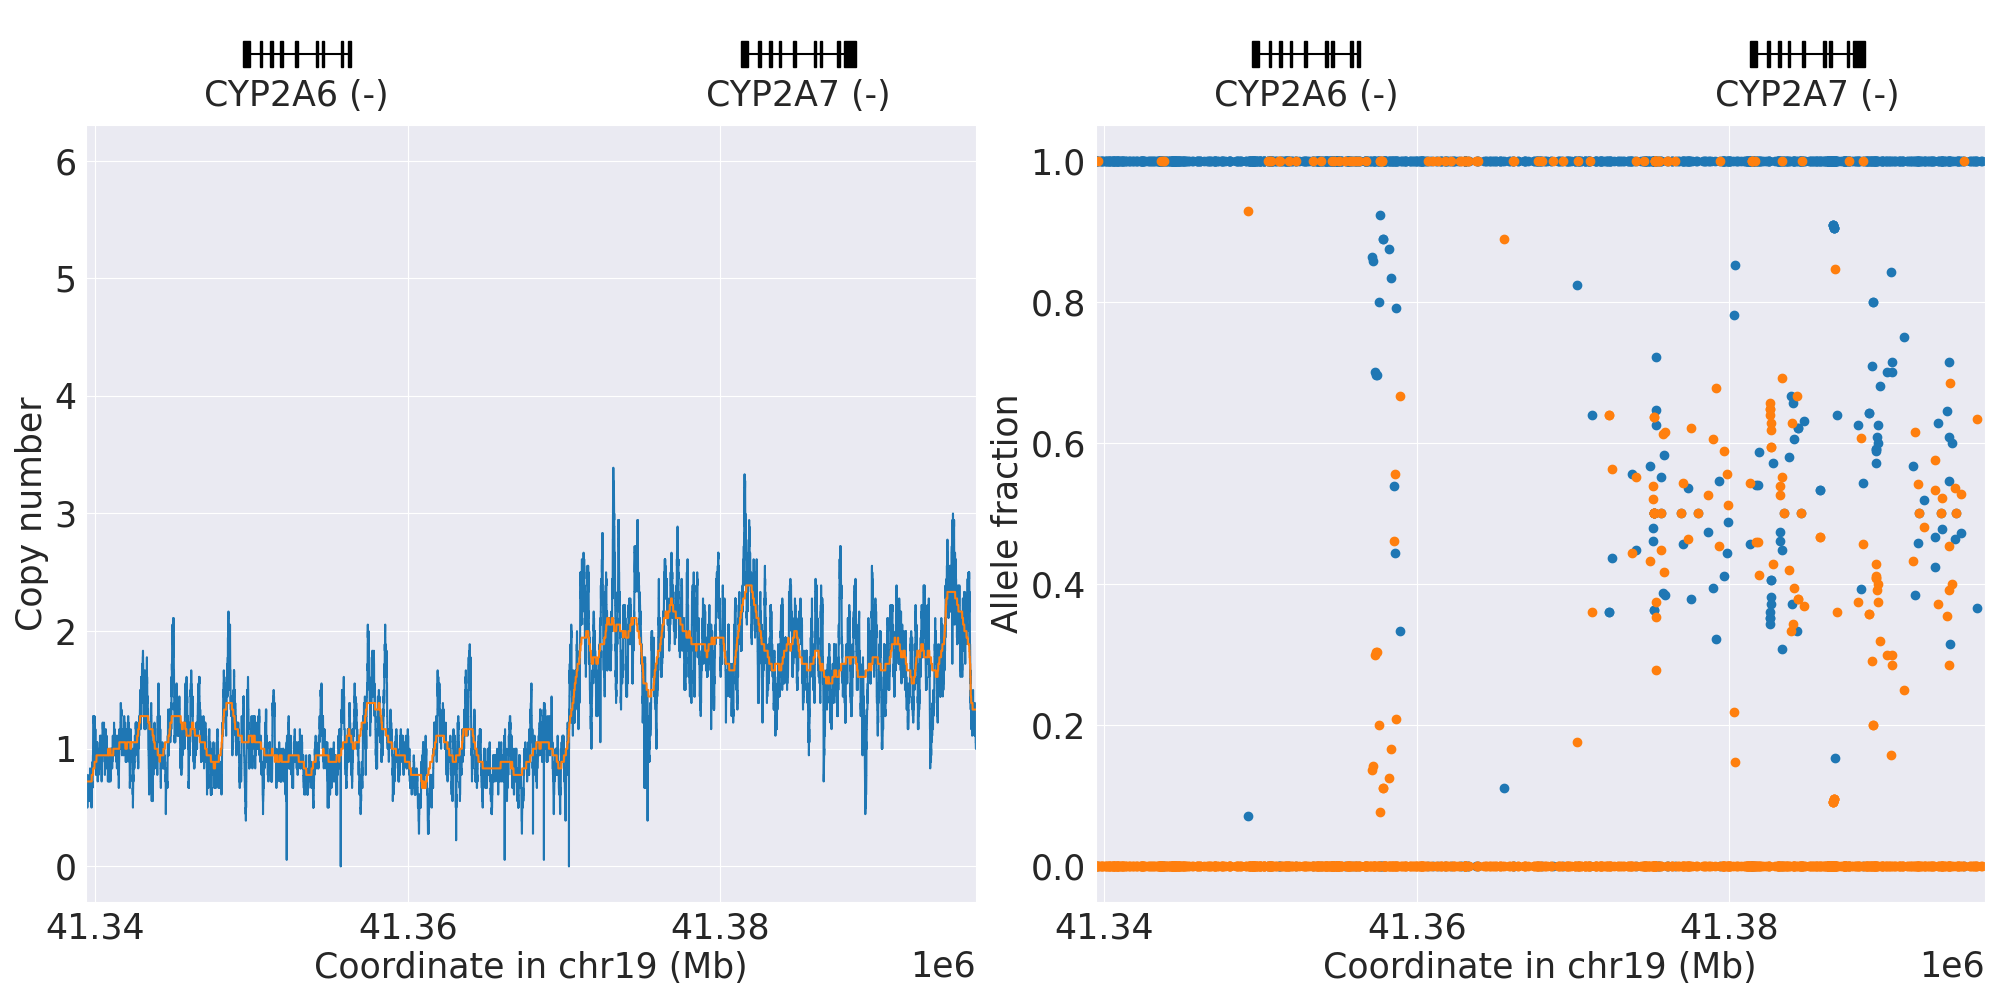 CYP2A6 (-) CYP2A7 (-)
6
5
4
3
2
1
0
Copy number
41.34 41.36 41.38
Coordinate in chr19 (Mb) 1e6
CYP2A6 (-) CYP2A7 (-)
1.0
0.8
0.6
0.4
0.2
0.0
Allele fraction
41.34 41.36 41.38
Coordinate in chr19 (Mb) 1e6